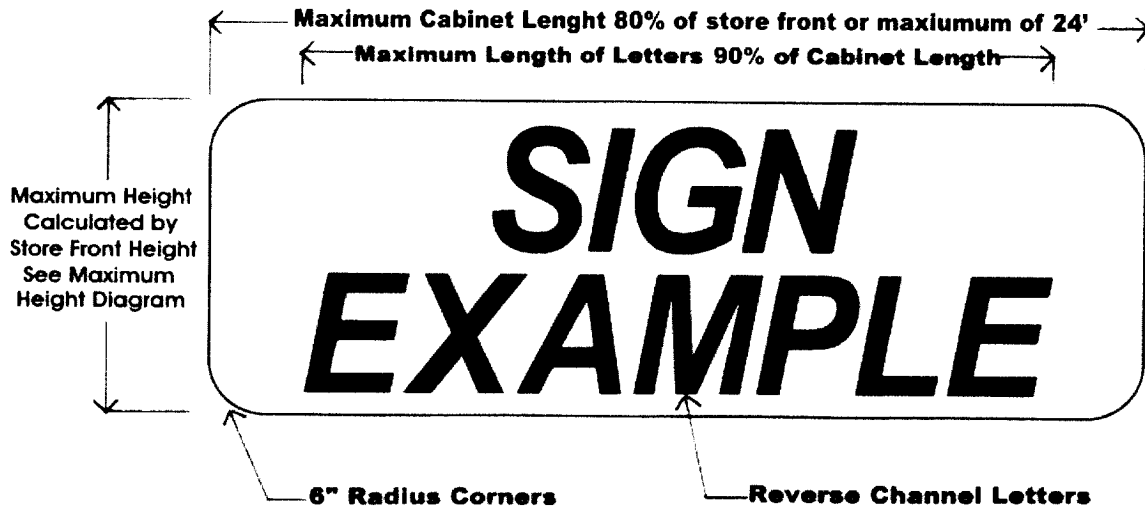 Maximum Cabinet Lenght 80% of store front or maxiumum of 24'
Maximum Length of Letters 90% of Cabinet Length
SIGN
EXAMPLE
Maximum Height
Calculated by
Store Front Height
See Maximum
Height Diagram
6" Radius Corners
Reverse Channel Letters